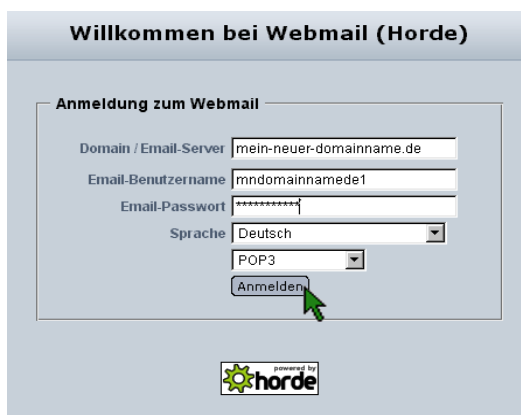 Willkommen bei Webmail (Horde)
Anmeldung zum Webmail
Domain / Email-Server mein-neuer-domainname.de
Email-Benutzername mndomainnamede1
Email-Passwort ***********
Sprache Deutsch
POP3
Anmelden
powered by
horde